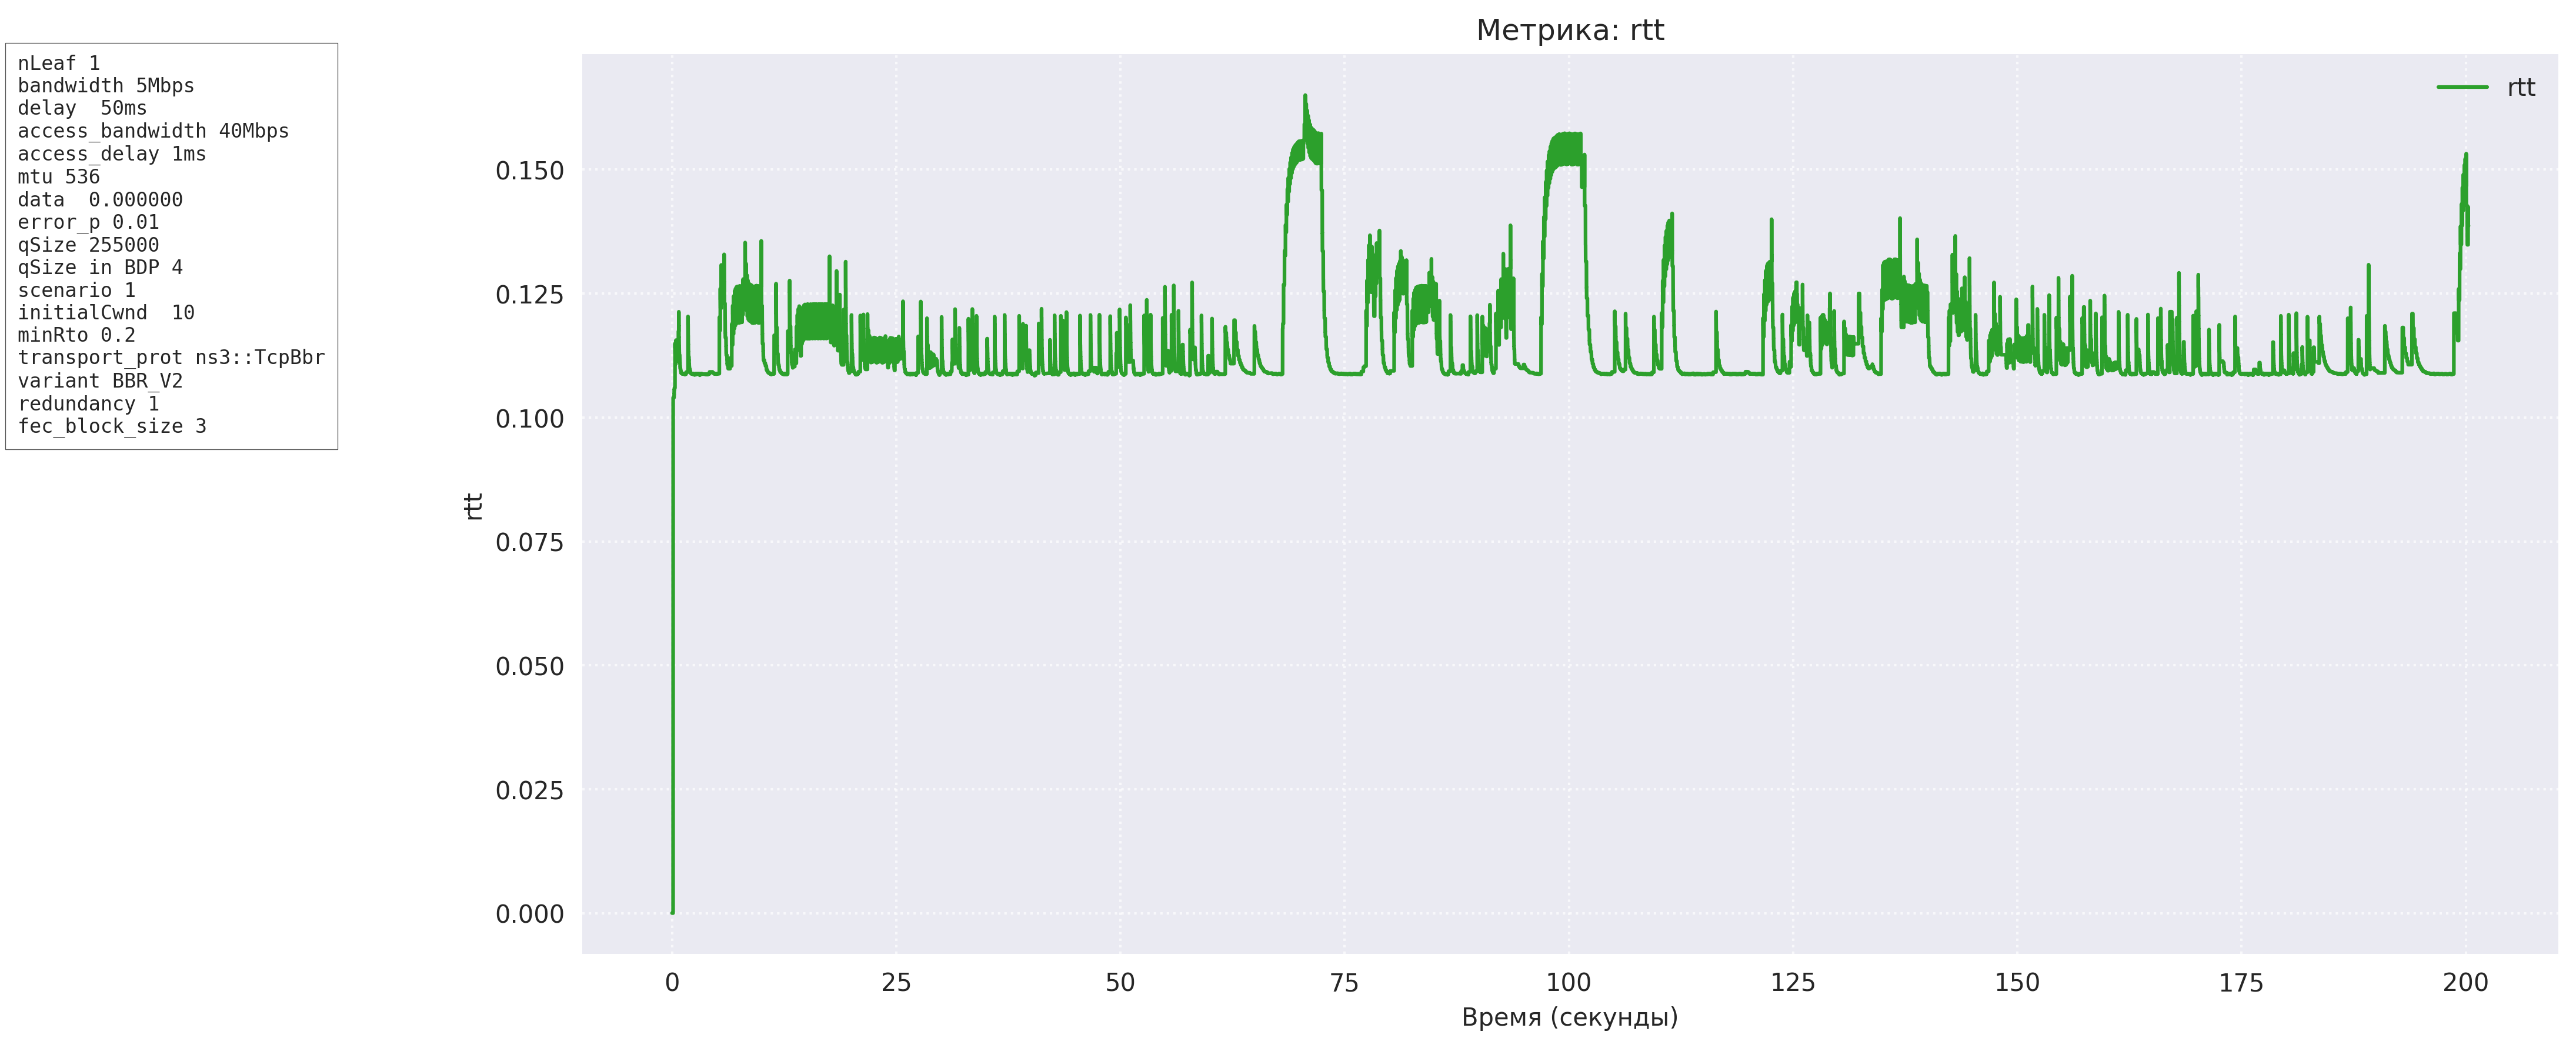 Метрика: rtt
nLeaf 1
bandwidth 5Mbps
delay  50ms
access_bandwidth 40Mbps
access_delay 1ms
mtu 536
data  0.000000
error_p 0.01
qSize 255000
qSize in BDP 4
scenario 1
initialCwnd  10
minRto 0.2
transport_prot ns3::TcpBbr
variant BBR_V2
redundancy 1
fec_block_size 3
rtt
rtt
0.150
0.125
0.100
0.075
0.050
0.025
0.000
0 25 50 75 100 125 150 175 200
Время (секунды)